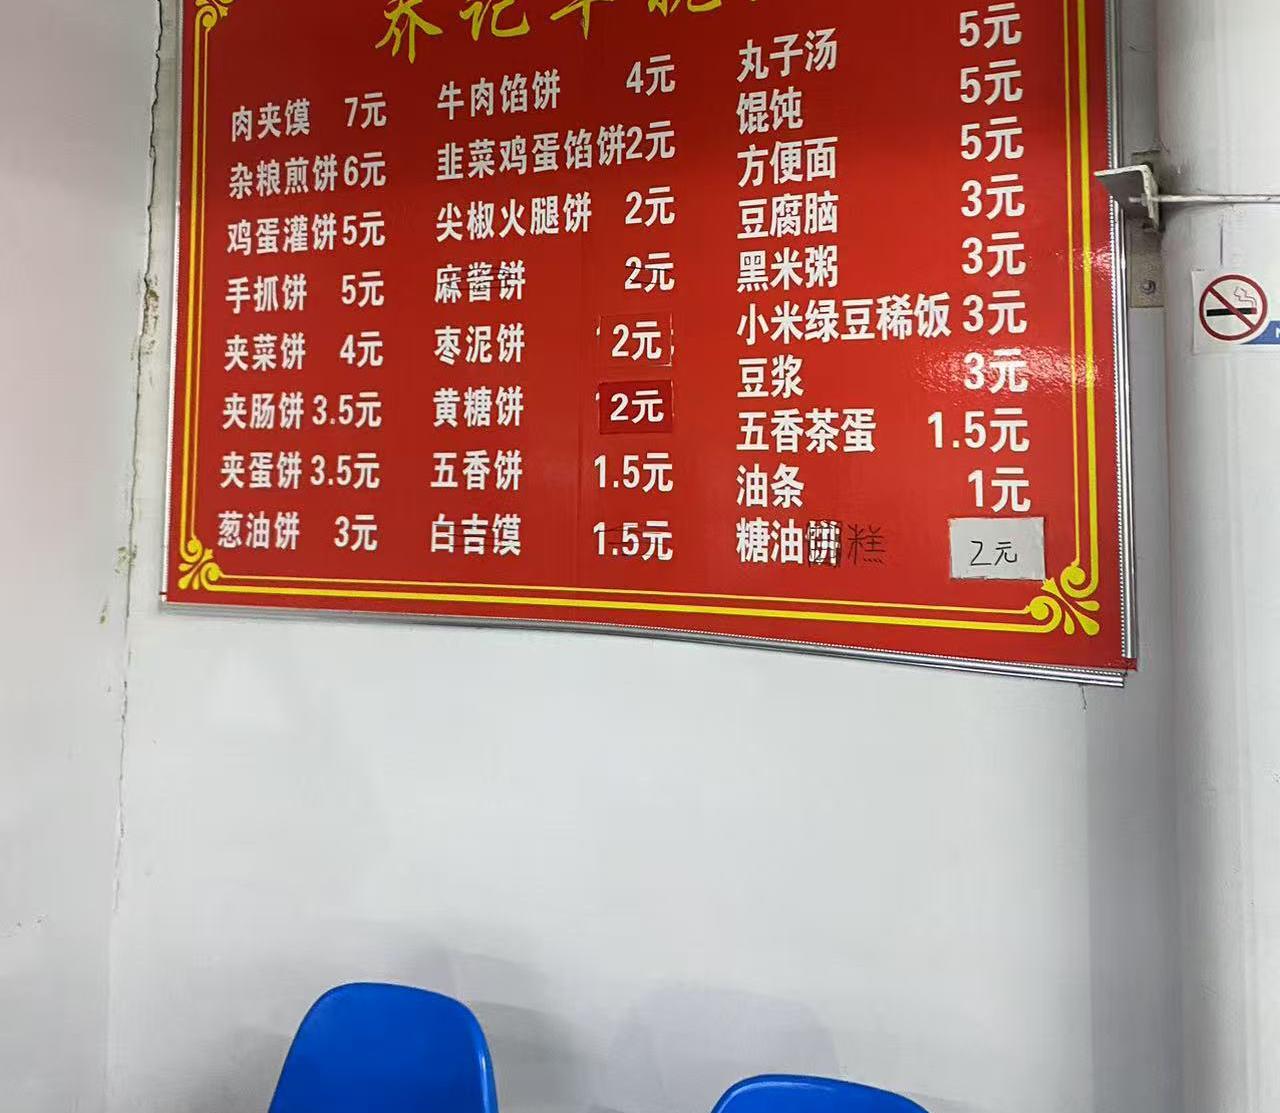 乔记早
肉夹馍 7元
杂粮煎饼 6元
鸡蛋灌饼 5元
手抓饼 5元
夹菜饼 4元
夹肠饼 3.5元
夹蛋饼 3.5元
葱油饼 3元
牛肉馅饼 4元
韭菜鸡蛋馅饼 2元
尖椒火腿饼 2元
麻酱饼 2元
枣泥饼 2元
黄糖饼 2元
五香饼 1.5元
白吉馍 1.5元
丸子汤 5元
馄饨 5元
方便面 5元
豆腐脑 3元
黑米粥 3元
小米绿豆稀饭 3元
豆浆 3元
五香茶蛋 1.5元
油条 1元
糖油糕 2元